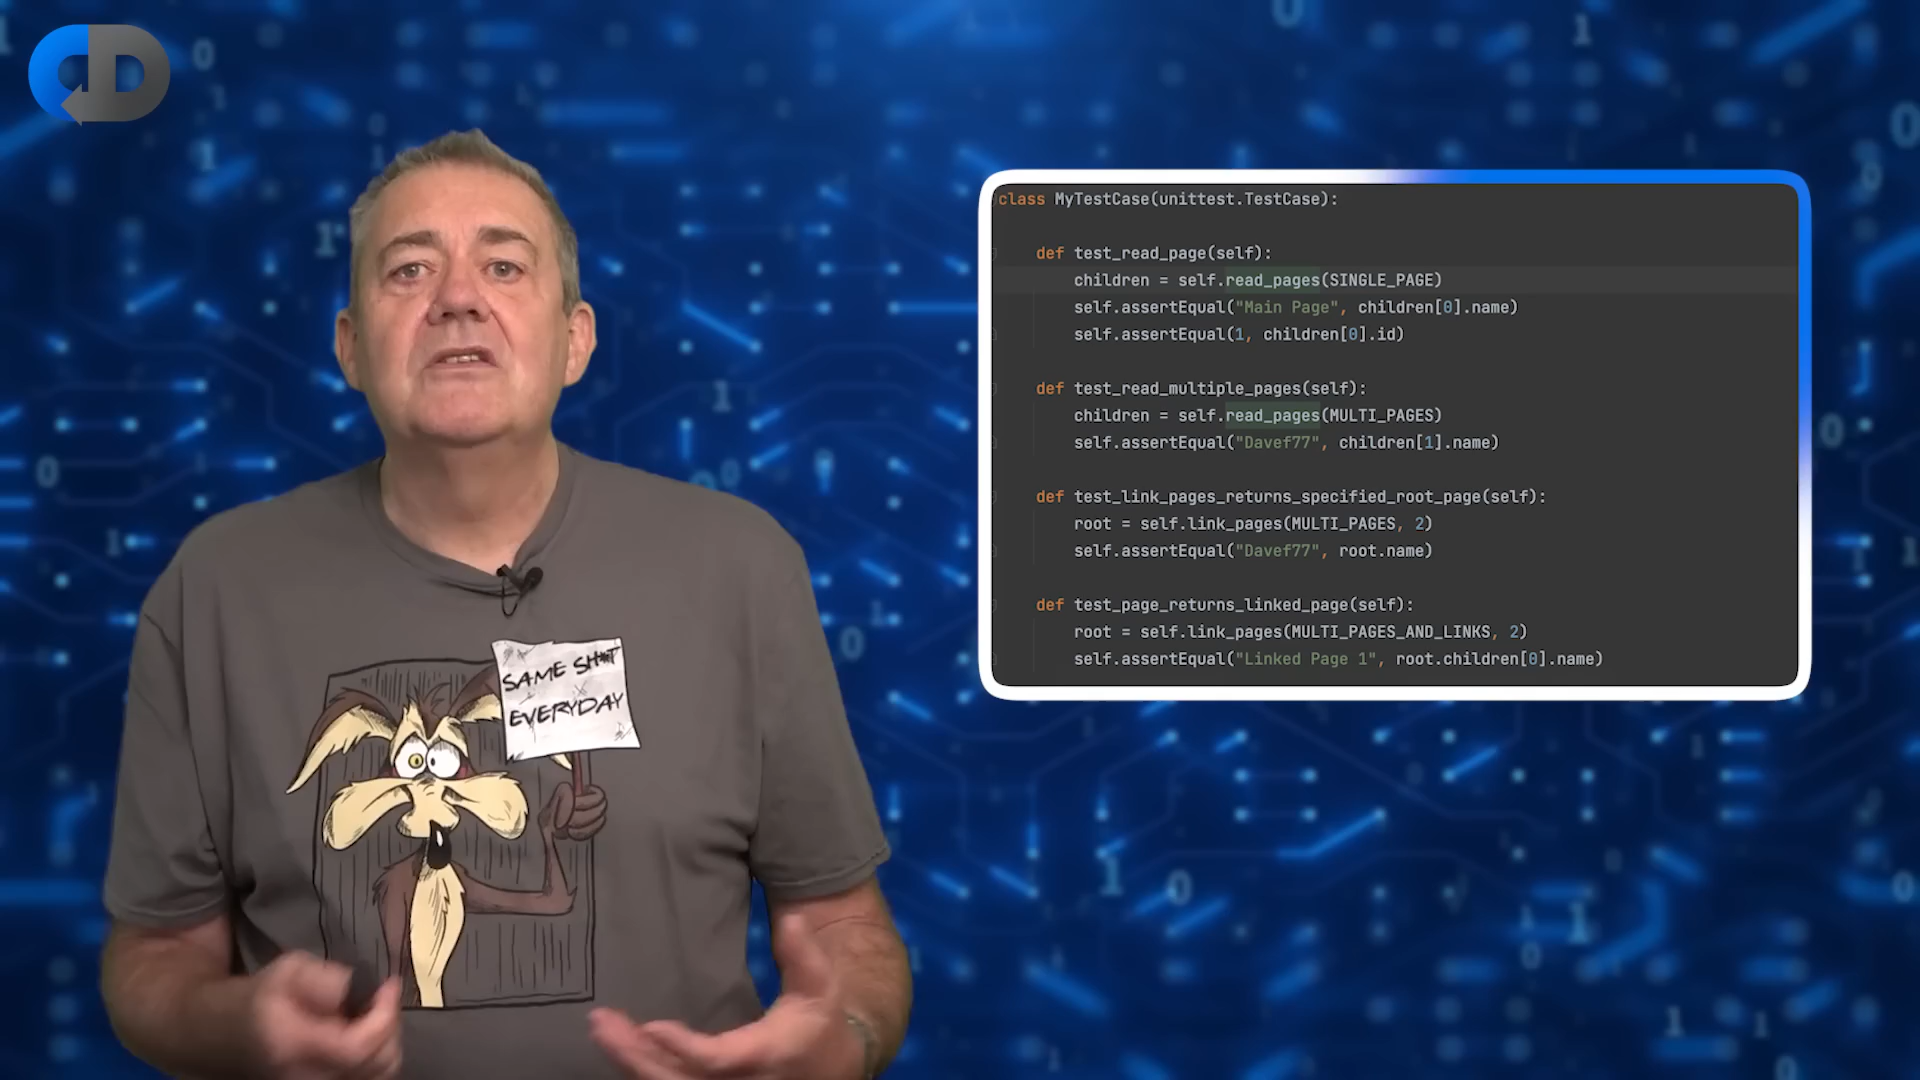 CD
SAME SH*T
EVERYDAY
class MyTestCase(unittest.TestCase):
def test_read_page(self):
children = self.read_pages(SINGLE_PAGE)
self.assertEqual("Main Page", children[0].name)
self.assertEqual(1, children[0].id)
def test_read_multiple_pages(self):
children = self.read_pages(MULTI_PAGES)
self.assertEqual("Davef77", children[1].name)
def test_link_pages_returns_specified_root_page(self):
root = self.link_pages(MULTI_PAGES, 2)
self.assertEqual("Davef77", root.name)
def test_page_returns_linked_page(self):
root = self.link_pages(MULTI_PAGES_AND_LINKS, 2)
self.assertEqual("Linked Page 1", root.children[0].name)